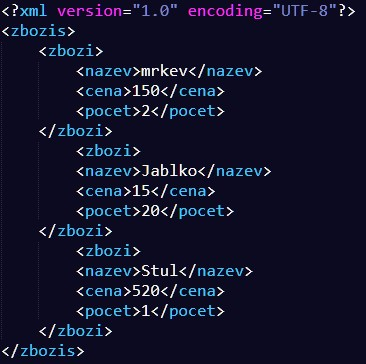 <?xml version="1.0" encoding="UTF-8"?>
<zbozis>
    <zbozi>
        <nazev>mrkev</nazev>
        <cena>150</cena>
        <pocet>2</pocet>
    </zbozi>
        <zbozi>
        <nazev>Jablko</nazev>
        <cena>15</cena>
        <pocet>20</pocet>
    </zbozi>
        <zbozi>
        <nazev>Stul</nazev>
        <cena>520</cena>
        <pocet>1</pocet>
    </zbozi>
</zbozis>